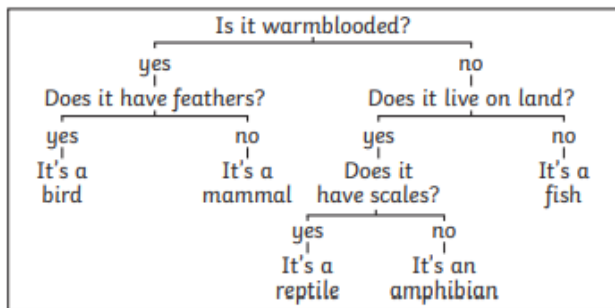 Is it warmblooded?
yes no
Does it have feathers? Does it live on land?
yes no yes no
It's a It's a Does it It's a
bird mammal have scales? fish
yes no
It's a It's an
reptile amphibian